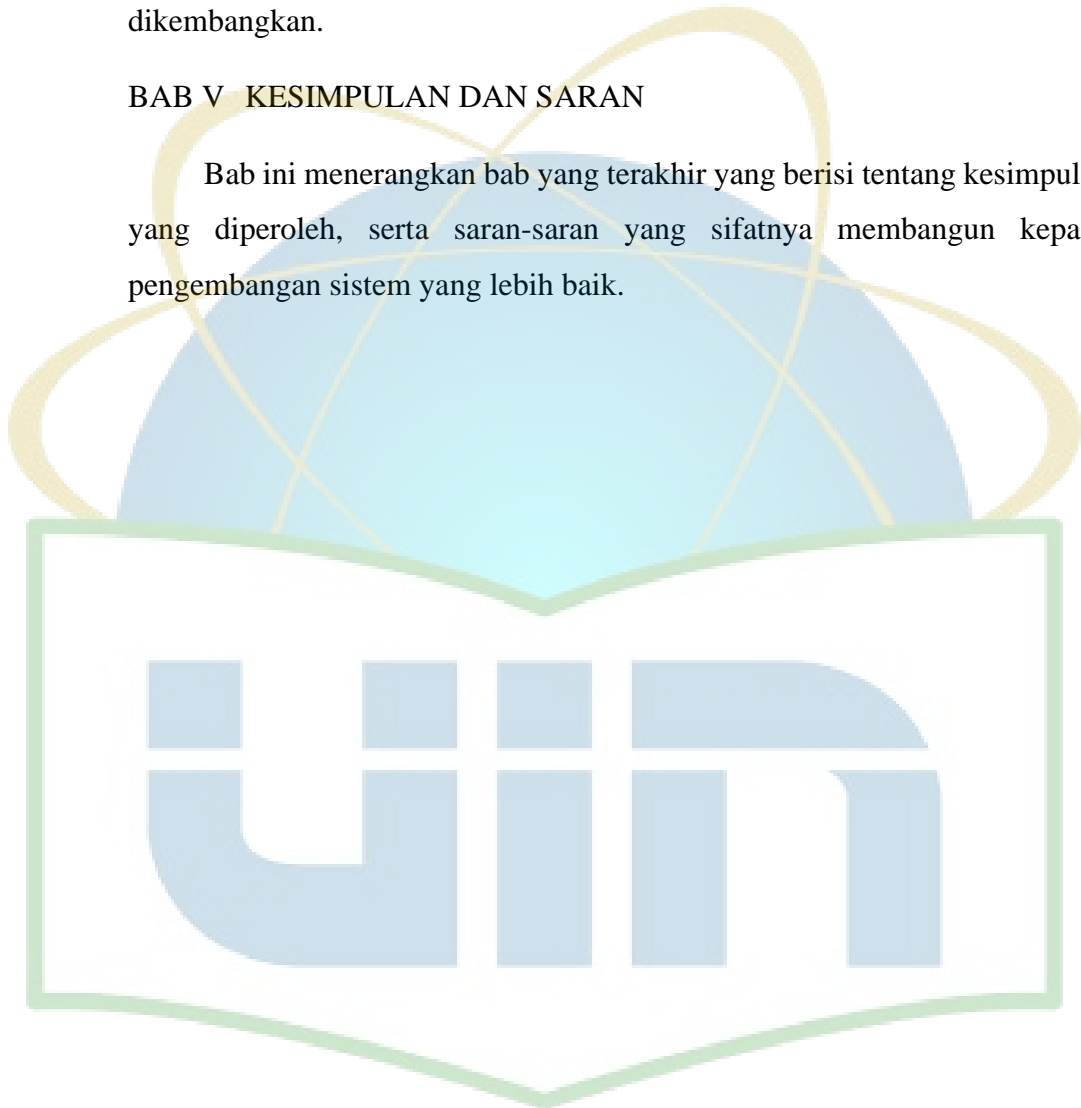 dikembangkan.
BAB V KESIMPULAN DAN SARAN
Bab ini menerangkan bab yang terakhir yang berisi tentang kesimpul
yang diperoleh, serta saran-saran yang sifatnya membangun kepa
pengembangan sistem yang lebih baik.
uin